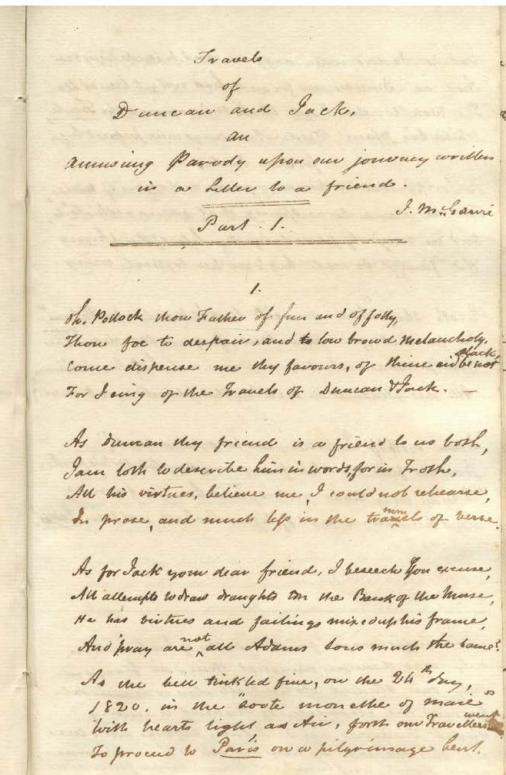 Travels
of
Duncan and Jack,
an
Amusing Parody upon our journey written
in a Letter to a friend.
J. Mc
Part. 1.
1.
Oh. Pollock thou Father of fun and of folly,
Thou foe to despair, and to low browd Melancholy,
Come dispense me thy favours, of thine aid be not slack
For I sing of the Travels of Duncan & Jack. —
As Duncan thy friend is a friend to us both,
I am loth to describe him in words, for in Troth,
All his virtues, believe me, I could not rehearse,
In prose, and much less in the trammels of verse.
As for Jack your dear friend, I beseech you excuse,
All attempts to draw draughts on the Bank of the Muse,
He has virtues and failings mixed up his frame,
And pray are not all Adams sons much the same?
As the bell tinkled five, on the 24th day,
1820. in the "soote monethe of maie"
With hearts light as Air, forth our Travellers went
To proceed to Paris on a pilgrimage bent.